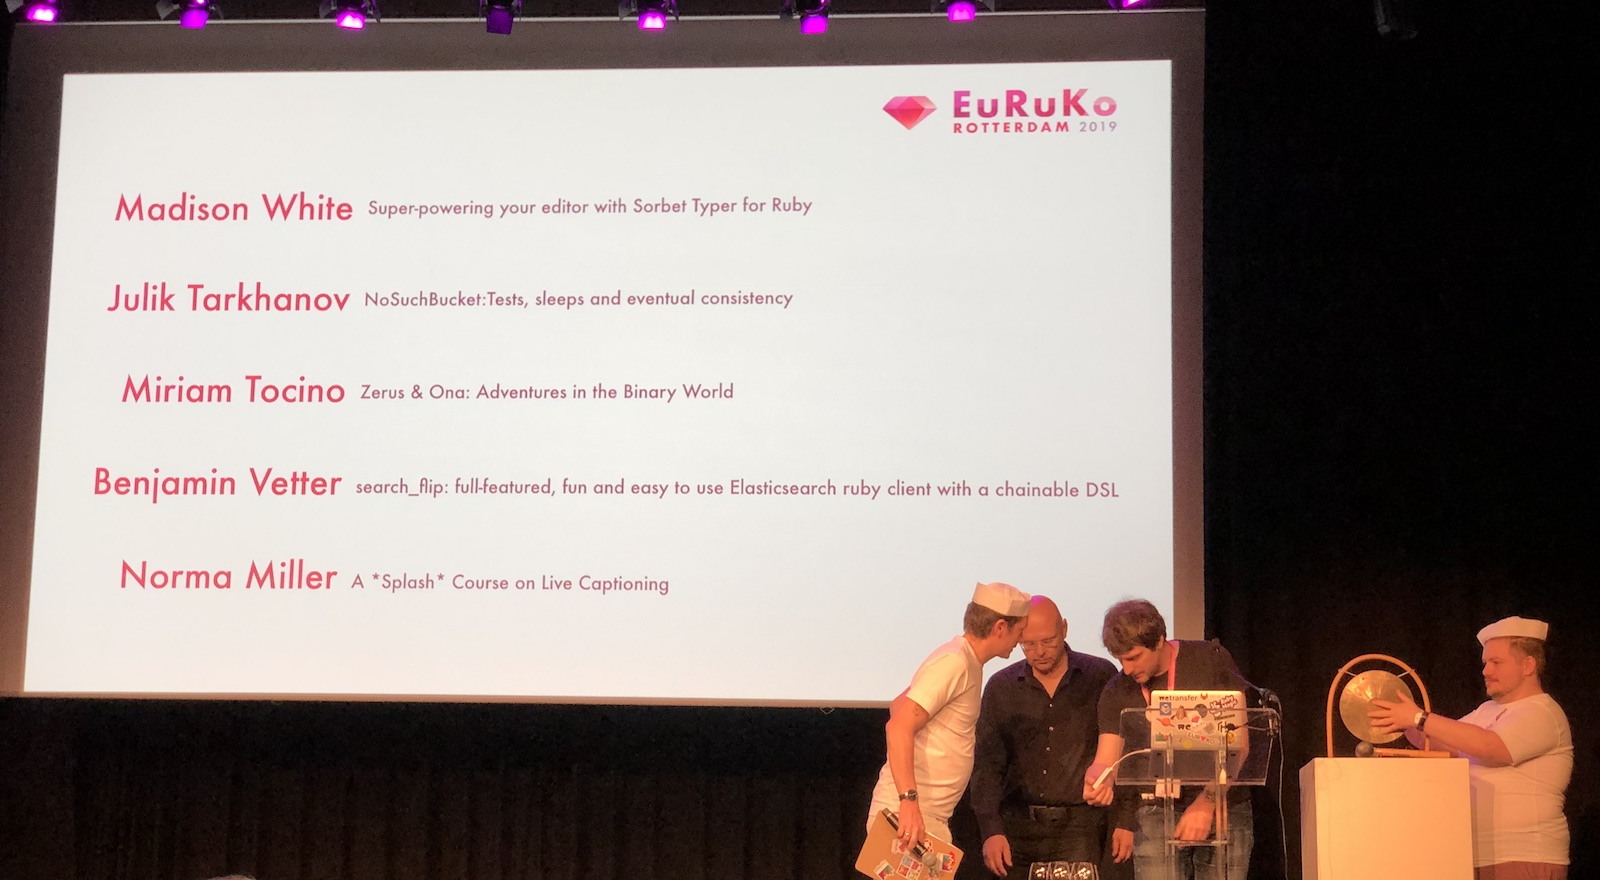 EuRuKo
ROTTERDAM 2019
Madison White Super-powering your editor with Sorbet Typer for Ruby
Julik Tarkhanov NoSuchBucket:Tests, sleeps and eventual consistency
Miriam Tocino Zerus & Ona: Adventures in the Binary World
Benjamin Vetter search_flip: full-featured, fun and easy to use Elasticsearch ruby client with a chainable DSL
Norma Miller A *Splash* Course on Live Captioning
wetransfer